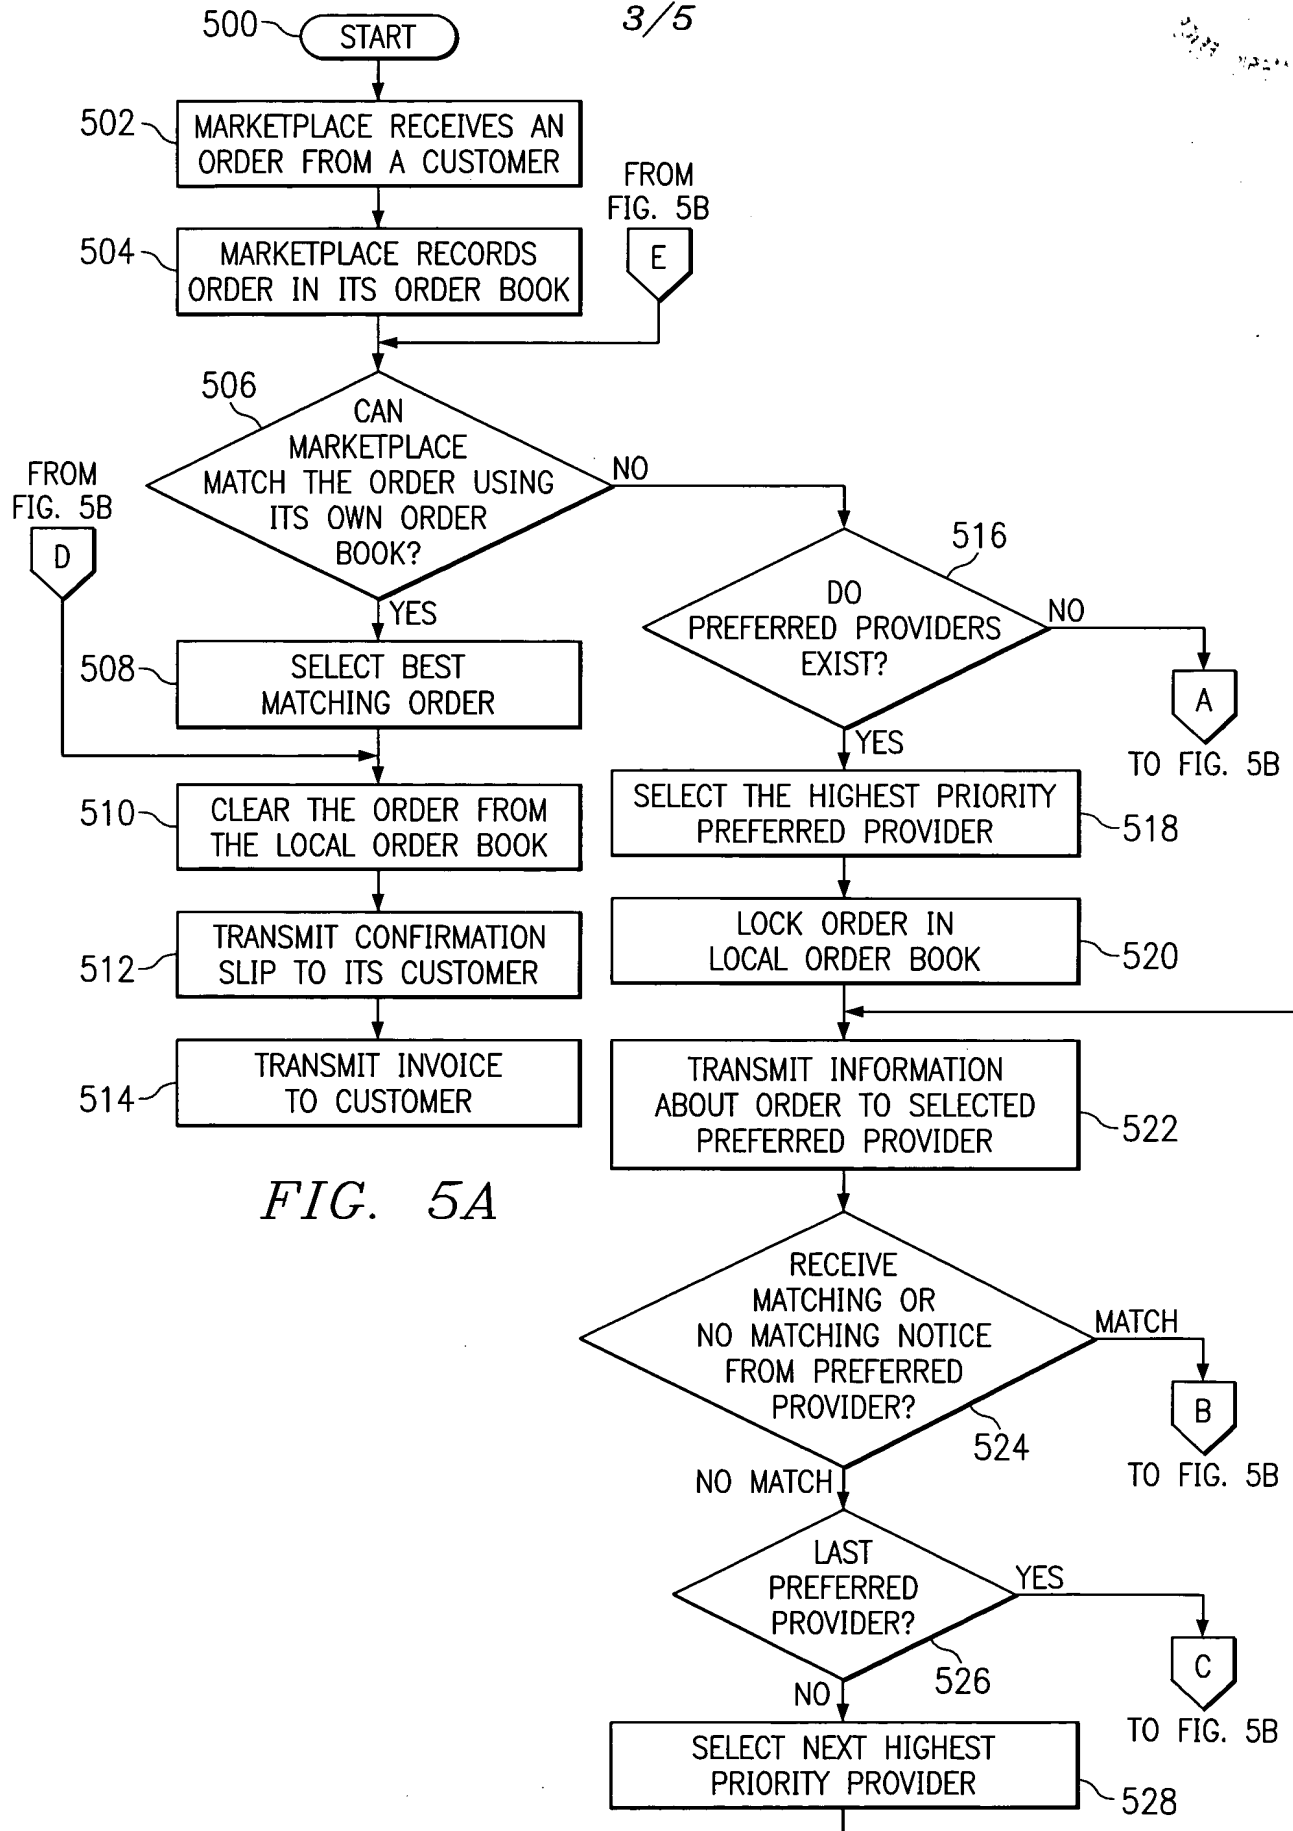 3/5
500
START
502
MARKETPLACE RECEIVES AN
ORDER FROM A CUSTOMER
FROM
FIG. 5B
E
504
MARKETPLACE RECORDS
ORDER IN ITS ORDER BOOK
506
CAN
MARKETPLACE
MATCH THE ORDER USING
ITS OWN ORDER
BOOK?
NO
FROM
FIG. 5B
D
YES
508
SELECT BEST
MATCHING ORDER
510
CLEAR THE ORDER FROM
THE LOCAL ORDER BOOK
512
TRANSMIT CONFIRMATION
SLIP TO ITS CUSTOMER
514
TRANSMIT INVOICE
TO CUSTOMER
FIG. 5A
516
DO
PREFERRED PROVIDERS
EXIST?
NO
A
TO FIG. 5B
YES
SELECT THE HIGHEST PRIORITY
PREFERRED PROVIDER
518
LOCK ORDER IN
LOCAL ORDER BOOK
520
TRANSMIT INFORMATION
ABOUT ORDER TO SELECTED
PREFERRED PROVIDER
522
RECEIVE
MATCHING OR
NO MATCHING NOTICE
FROM PREFERRED
PROVIDER?
524
MATCH
B
TO FIG. 5B
NO MATCH
LAST
PREFERRED
PROVIDER?
526
YES
C
TO FIG. 5B
NO
SELECT NEXT HIGHEST
PRIORITY PROVIDER
528